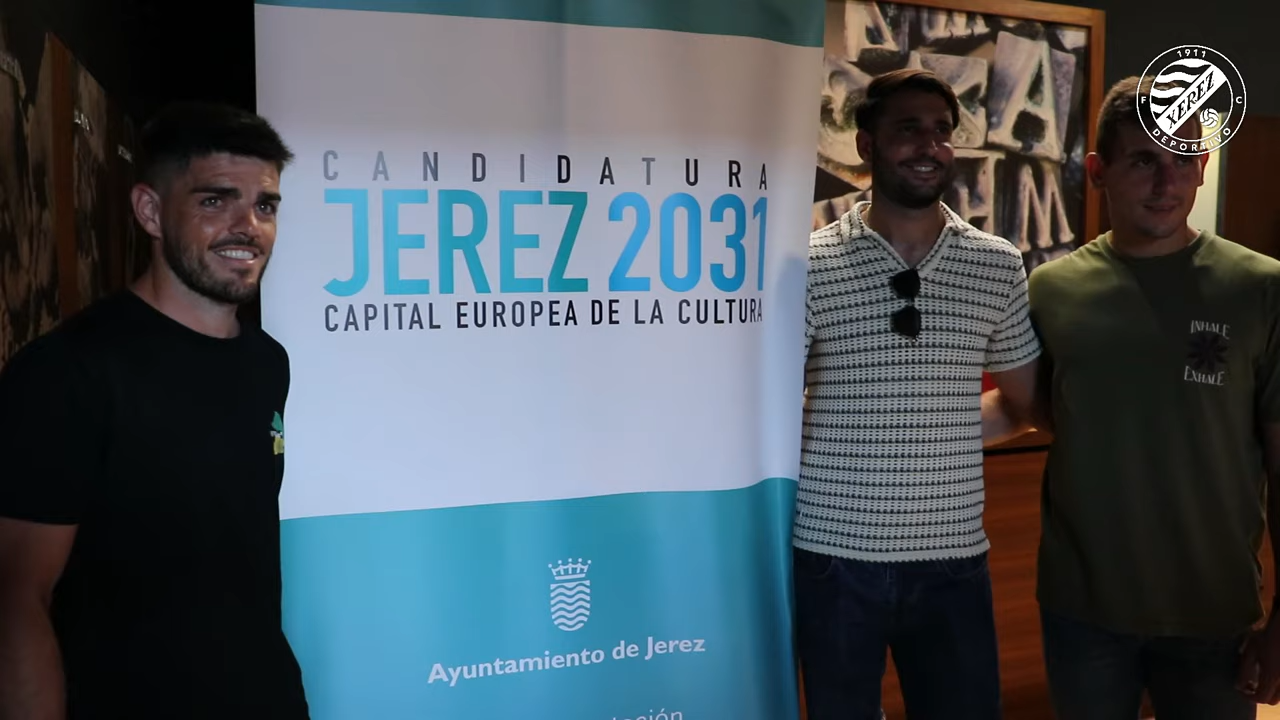 CANDIDATURA
JEREZ 2031
CAPITAL EUROPEA DE LA CULTURA
Ayuntamiento de Jerez
1911
F C
XEREZ
DEPORTIVO
INHALE
EXHALE